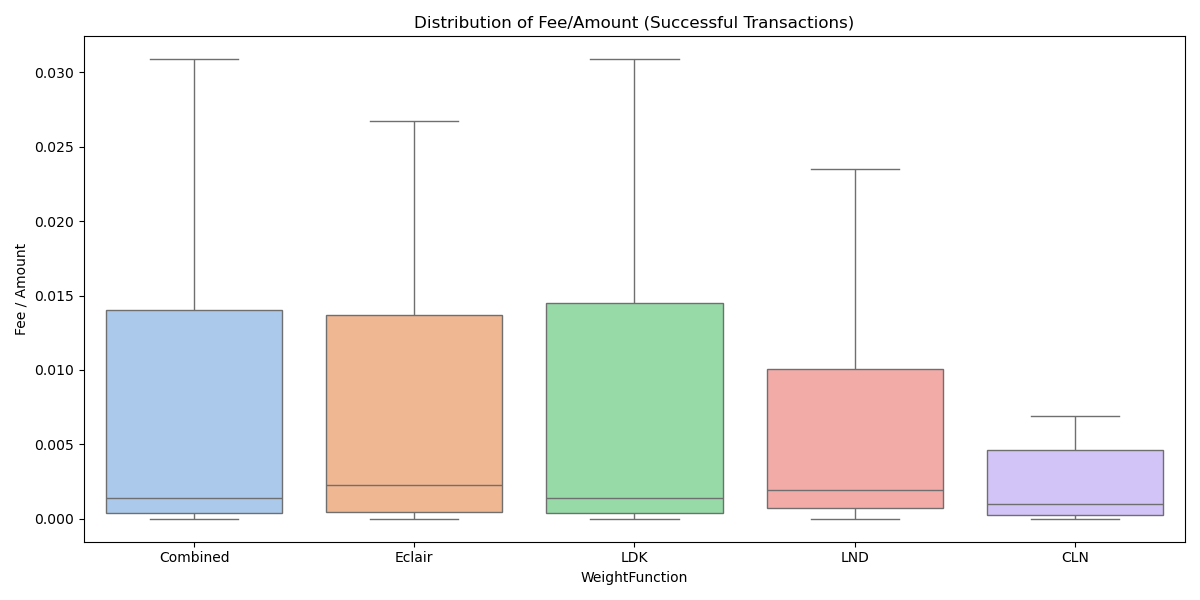 Distribution of Fee/Amount (Successful Transactions)
0.030
0.025
0.020
0.015
0.010
0.005
0.000
Fee / Amount
Combined Eclair LDK LND CLN
WeightFunction